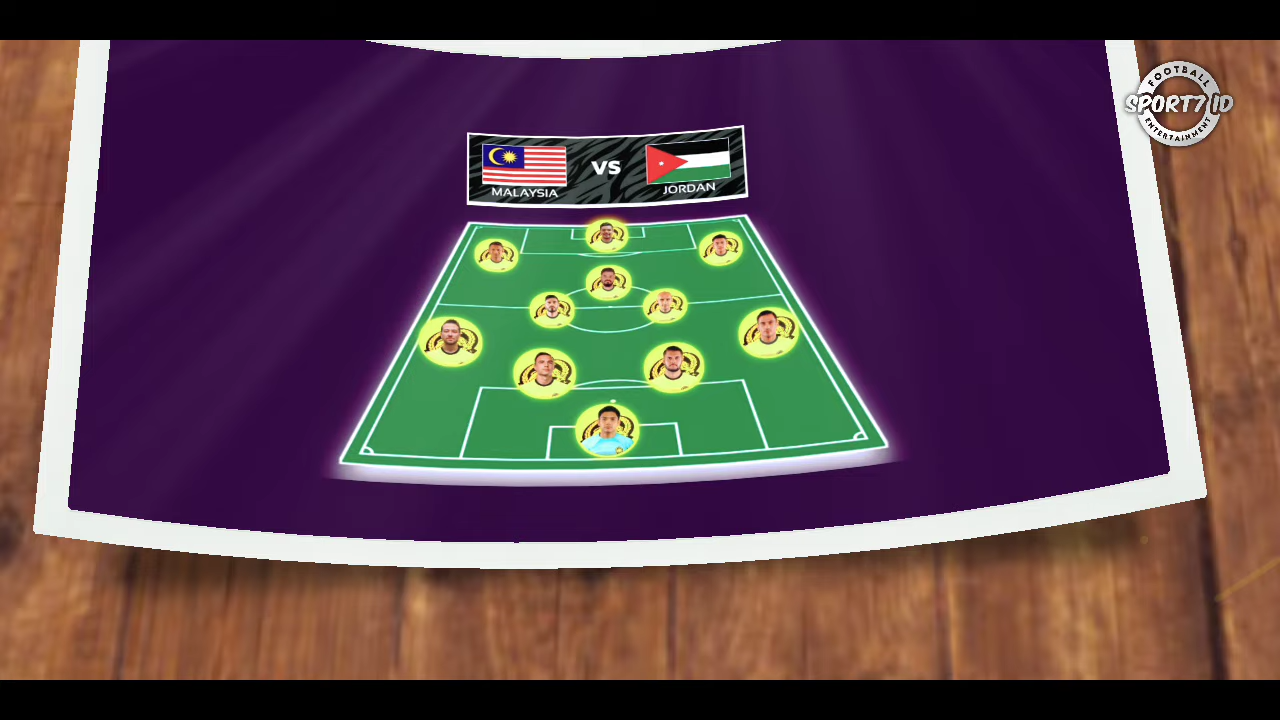 FOOTBALL
SPORT7 ID
ENTERTAINMENT
MALAYSIA
VS
JORDAN